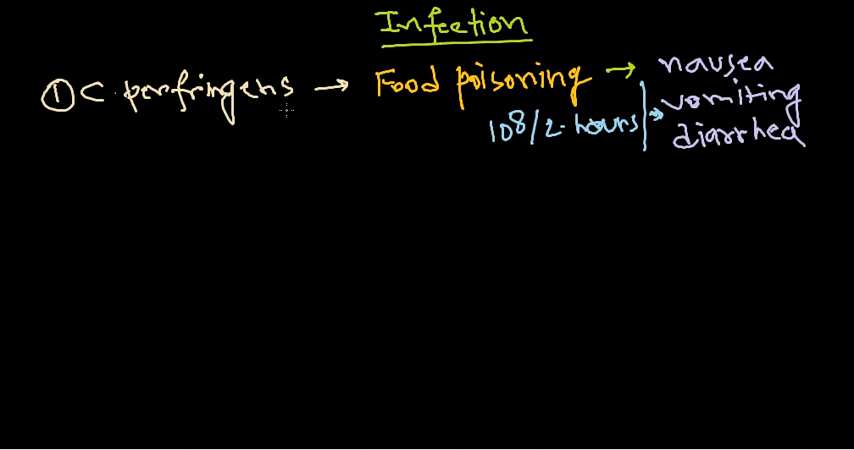 Infection
① C. perfringens → Food poisoning → nausea
vomiting
108/2-hours → diarrhea